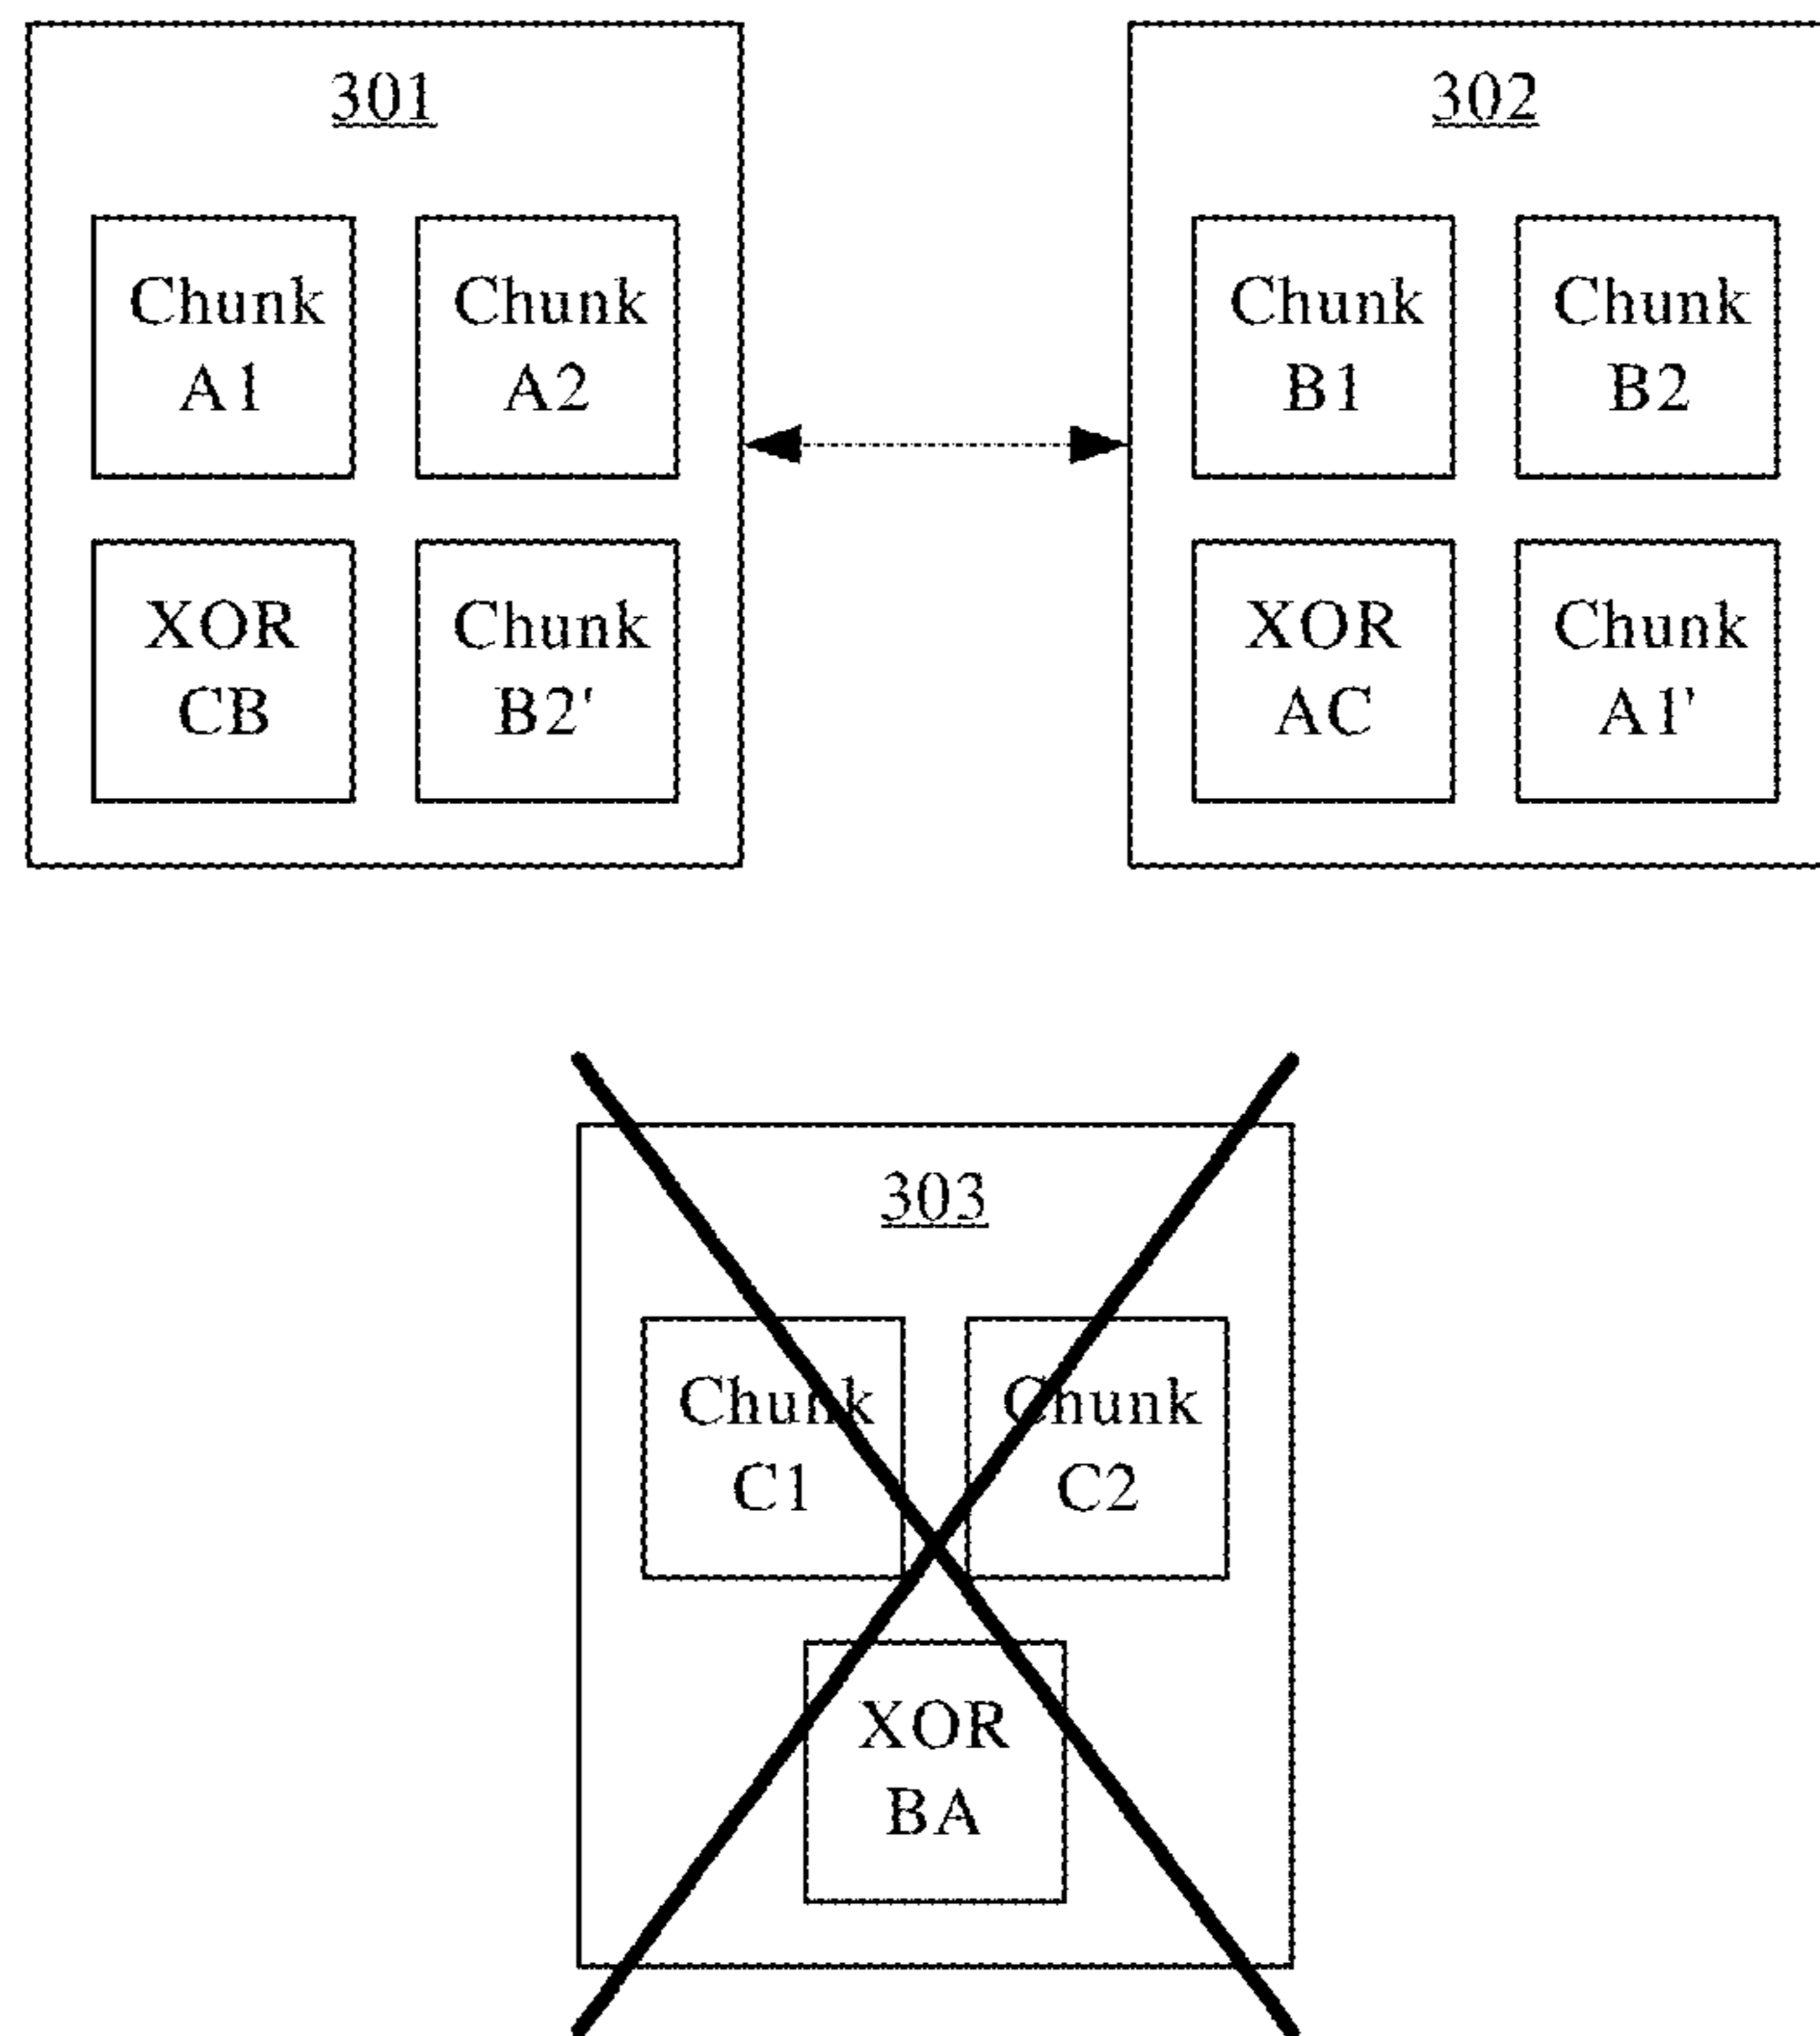 301
Chunk
A1
Chunk
A2
XOR
CB
Chunk
B2'
302
Chunk
B1
Chunk
B2
XOR
AC
Chunk
A1'
303
Chunk
C1
Chunk
C2
XOR
BA